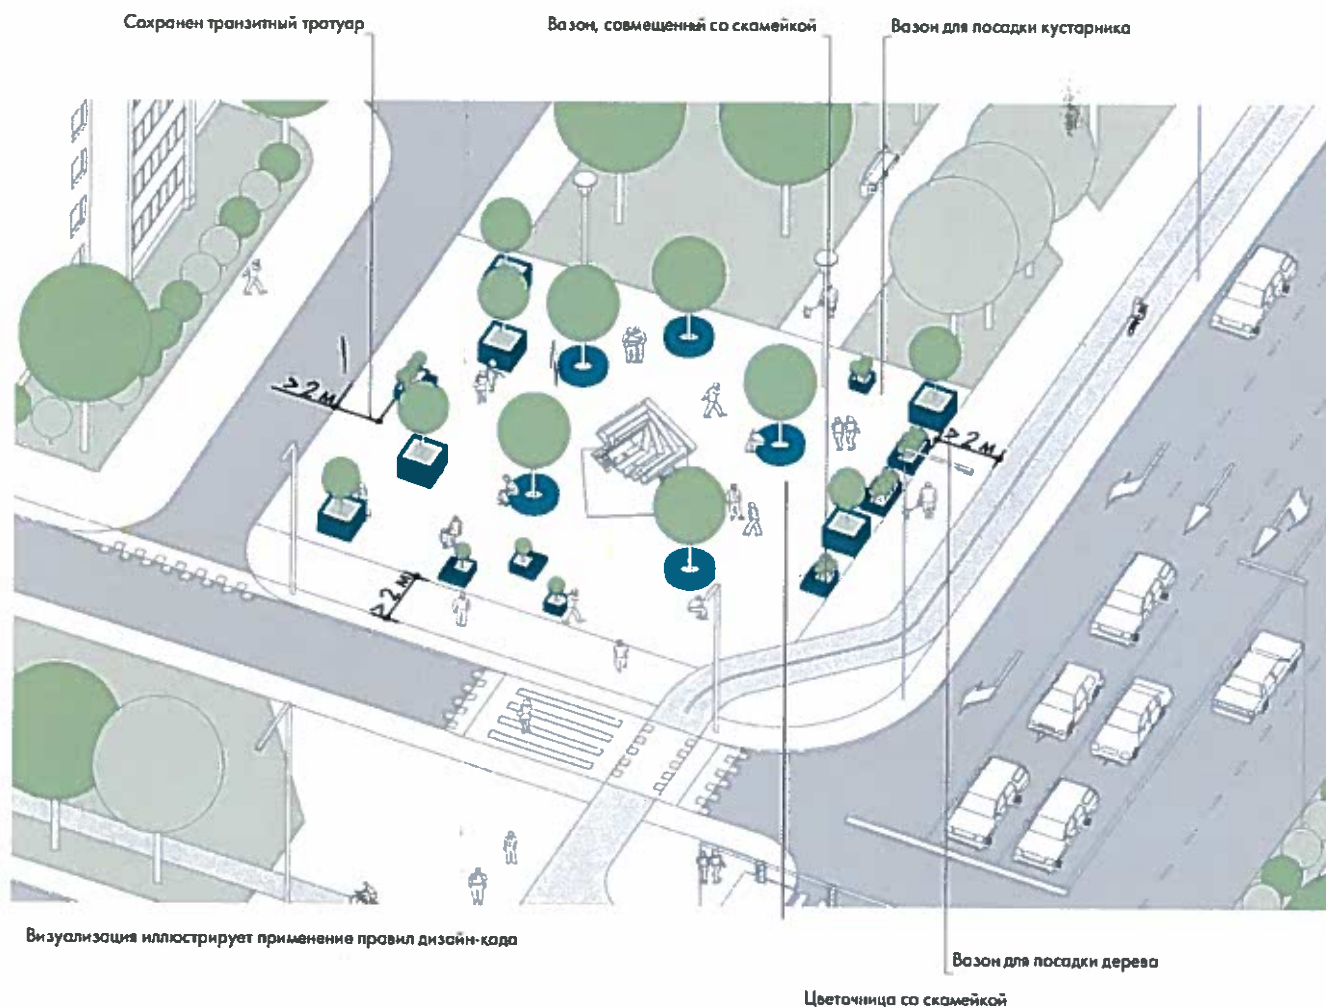 Сохранен транзитный тротуар
Вазон, совмещенный со скамейкой
Вазон для посадки кустарника
>2 м
>2 м
>2 м
Визуализация иллюстрирует применение правил дизайн-кода
Вазон для посадки дерева
Цветочница со скамейкой